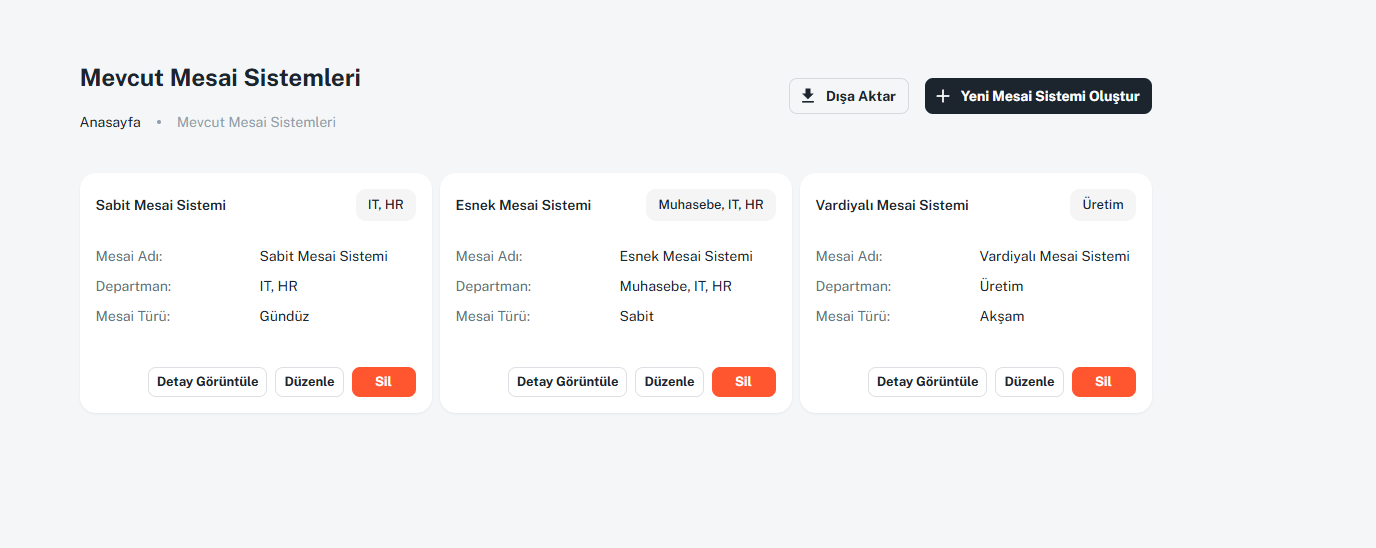 Mevcut Mesai Sistemleri
Anasayfa • Mevcut Mesai Sistemleri
Dışa Aktar
Yeni Mesai Sistemi Oluştur
Sabit Mesai Sistemi
IT, HR
Mesai Adı: Sabit Mesai Sistemi
Departman: IT, HR
Mesai Türü: Gündüz
Detay Görüntüle Düzenle Sil
Esnek Mesai Sistemi
Muhasebe, IT, HR
Mesai Adı: Esnek Mesai Sistemi
Departman: Muhasebe, IT, HR
Mesai Türü: Sabit
Detay Görüntüle Düzenle Sil
Vardiyalı Mesai Sistemi
Üretim
Mesai Adı: Vardiyalı Mesai Sistemi
Departman: Üretim
Mesai Türü: Akşam
Detay Görüntüle Düzenle Sil